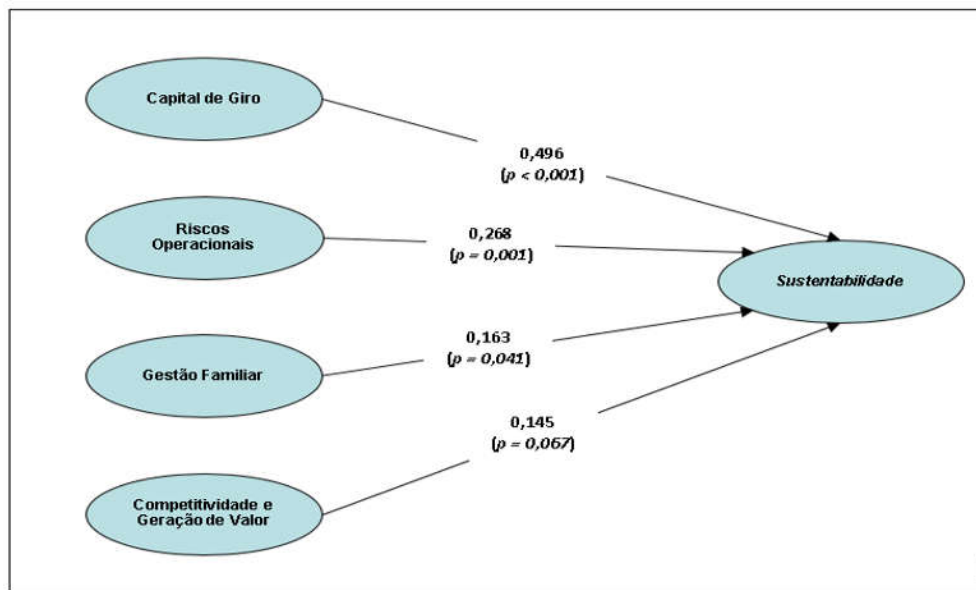 Capital de Giro
0,496
(p < 0,001)
Riscos
Operacionais
0,268
(p = 0,001)
Sustentabilidade
0,163
(p = 0,041)
Gestão Familiar
0,145
(p = 0,067)
Competitividade e
Geração de Valor